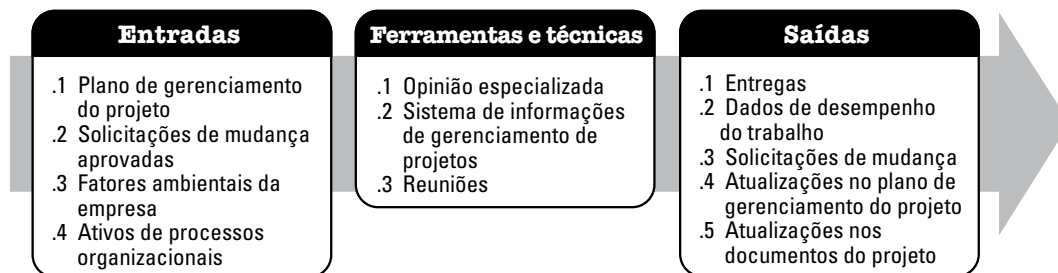 Entradas
.1 Plano de gerenciamento
do projeto
.2 Solicitações de mudança
aprovadas
.3 Fatores ambientais da
empresa
.4 Ativos de processos
organizacionais
Ferramentas e técnicas
.1 Opinião especializada
.2 Sistema de informações
de gerenciamento de
projetos
.3 Reuniões
Saídas
.1 Entregas
.2 Dados de desempenho
do trabalho
.3 Solicitações de mudança
.4 Atualizações no plano de
gerenciamento do projeto
.5 Atualizações nos
documentos do projeto